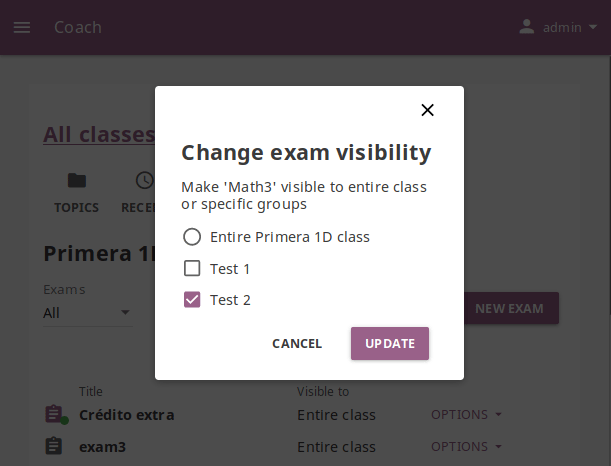 Coach
admin
All classes
TOPICS
Primera 1
Exams
All
NEW EXAM
Change exam visibility
Make 'Math3' visible to entire class
or specific groups
Entire Primera 1D class
Test 1
Test 2
CANCEL UPDATE
Title Visible to
Crédito extra Entire class OPTIONS
exam3 Entire class OPTIONS